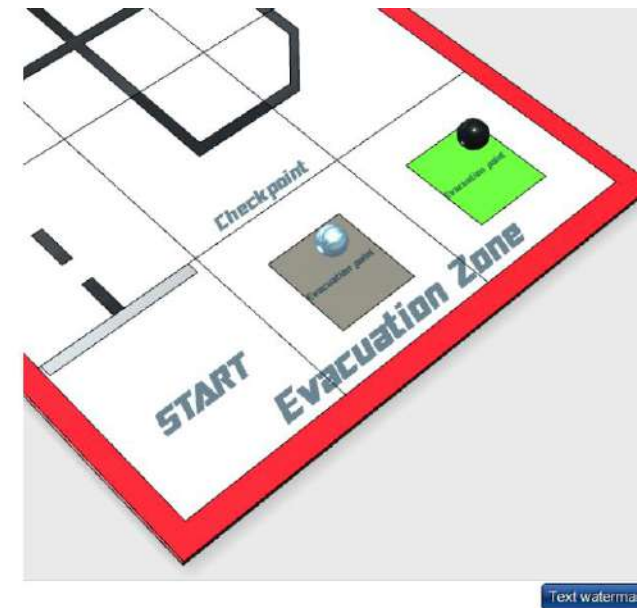 Checkpoint
Evacuation point
Evacuation point
START
Evacuation Zone
Text waterma